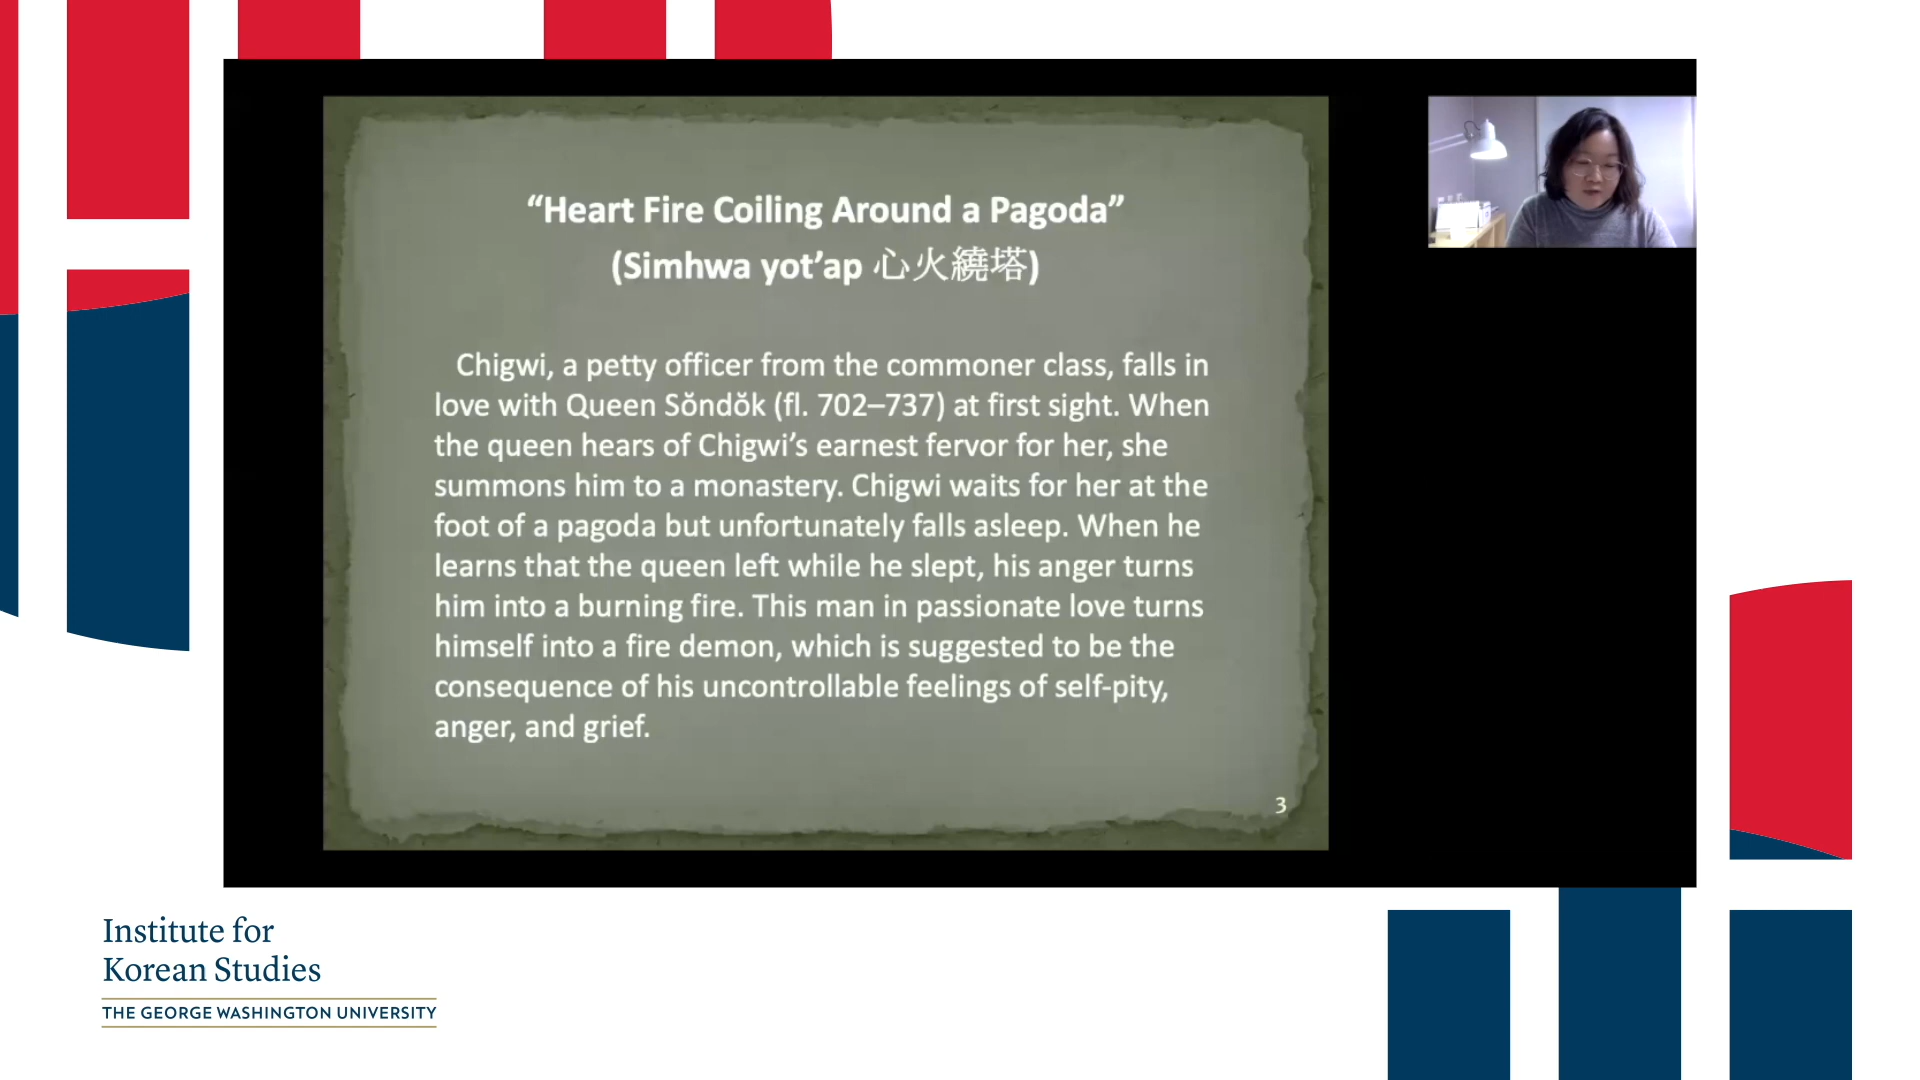 “Heart Fire Coiling Around a Pagoda”
(Simhwa yot’ap 心火繞塔)
Chigwi, a petty officer from the commoner class, falls in
love with Queen Sŏndŏk (fl. 702–737) at first sight. When
the queen hears of Chigwi’s earnest fervor for her, she
summons him to a monastery. Chigwi waits for her at the
foot of a pagoda but unfortunately falls asleep. When he
learns that the queen left while he slept, his anger turns
him into a burning fire. This man in passionate love turns
himself into a fire demon, which is suggested to be the
consequence of his uncontrollable feelings of self-pity,
anger, and grief.
3
Institute for
Korean Studies
THE GEORGE WASHINGTON UNIVERSITY